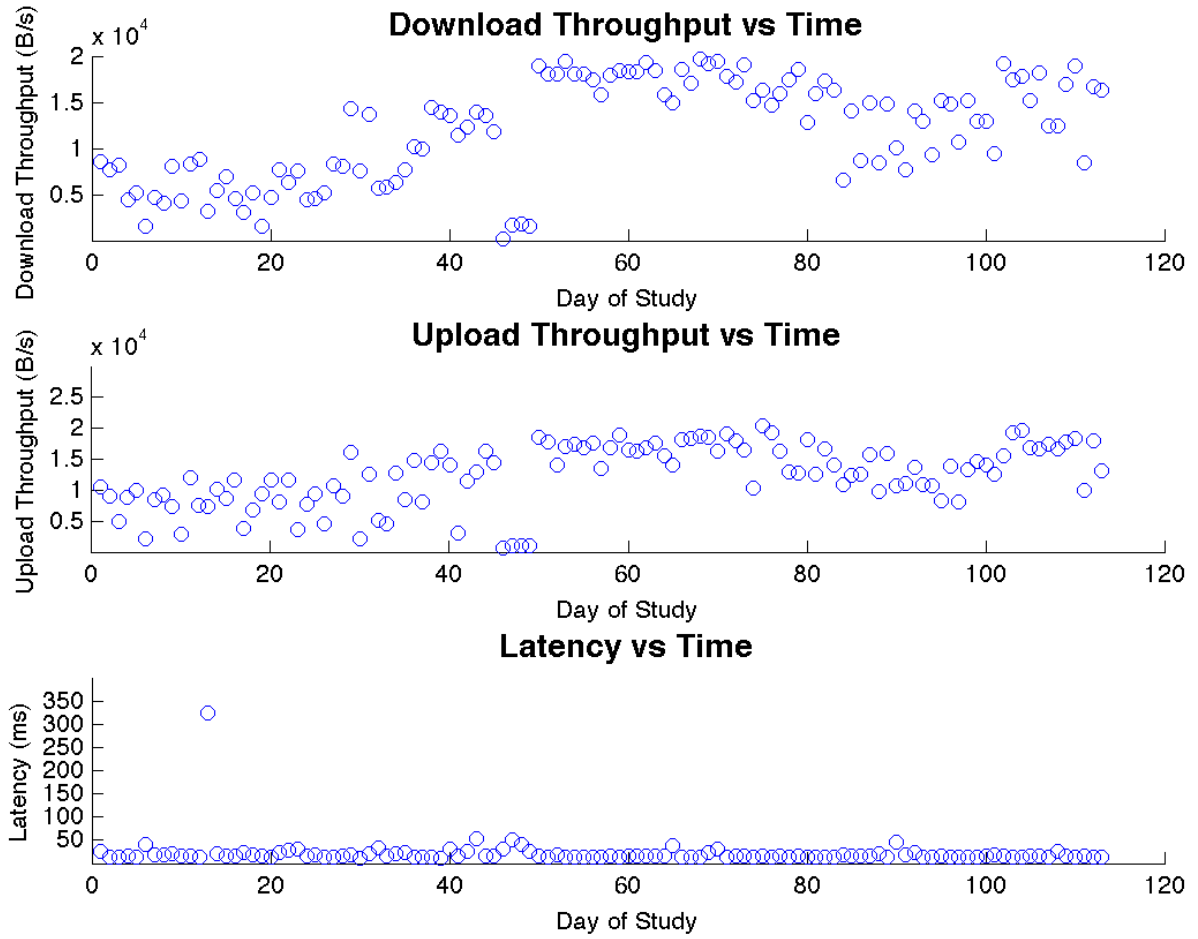 Download Throughput vs Time
x 10^4
Download Throughput (B/s)
2
1.5
1
0.5
0 20 40 60 80 100 120
Day of Study
Upload Throughput vs Time
x 10^4
Upload Throughput (B/s)
2.5
2
1.5
1
0.5
0 20 40 60 80 100 120
Day of Study
Latency vs Time
Latency (ms)
350
300
250
200
150
100
50
0 20 40 60 80 100 120
Day of Study